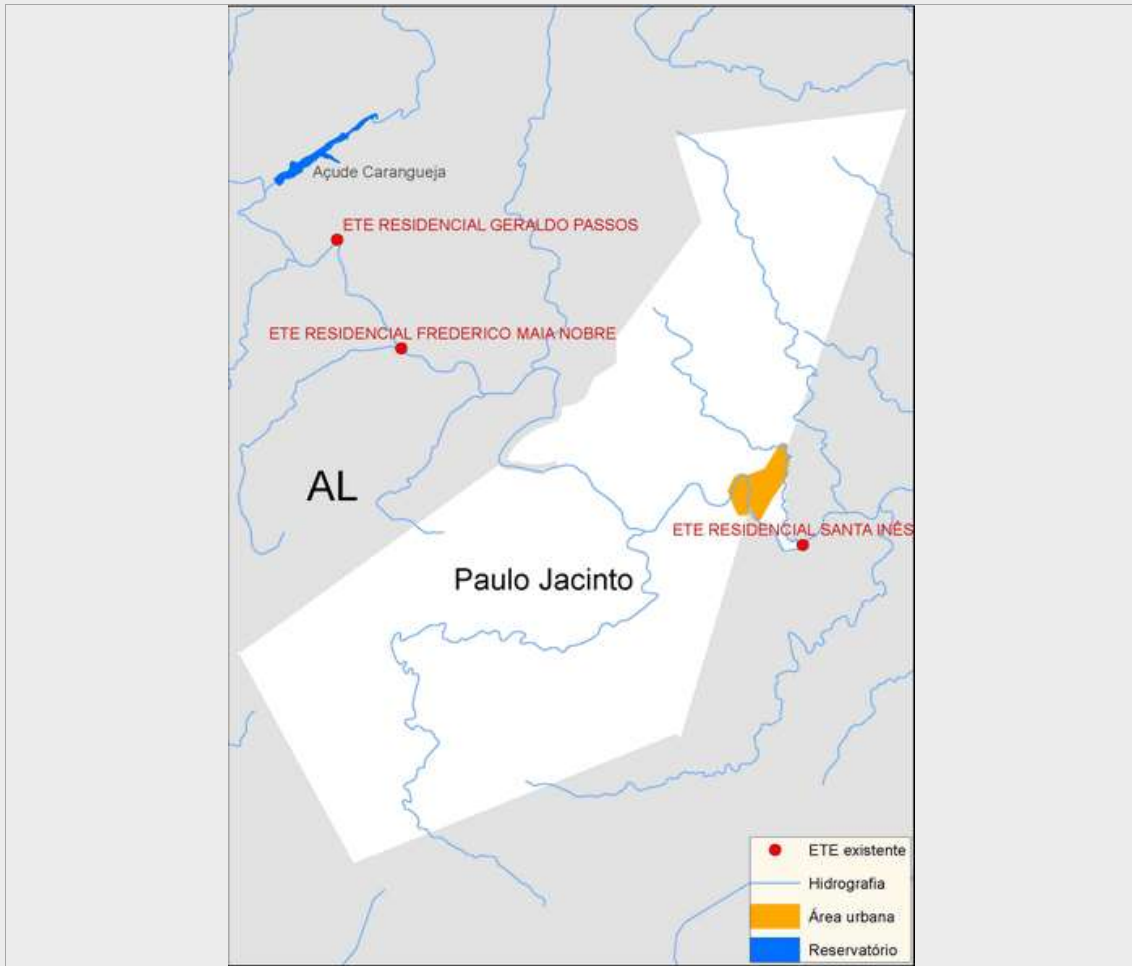 Açude Carangueja
ETE RESIDENCIAL GERALDO PASSOS
ETE RESIDENCIAL FREDERICO MAIA NOBRE
AL
ETE RESIDENCIAL SANTA INÊS
Paulo Jacinto
ETE existente
Hidrografia
Área urbana
Reservatório